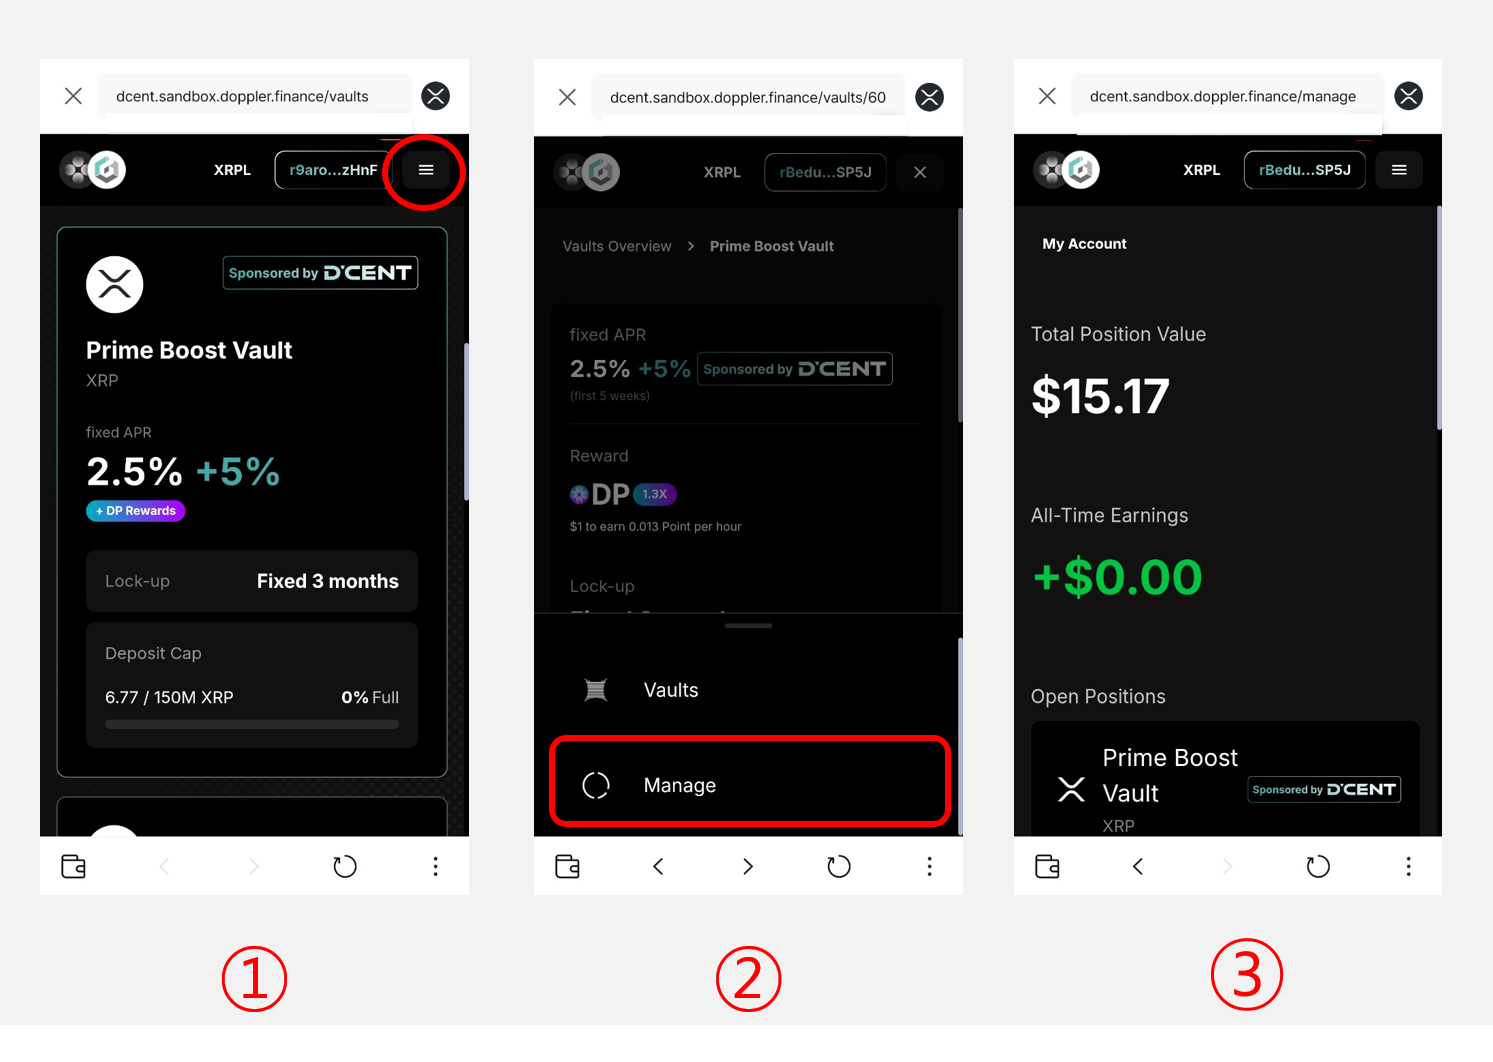 dcent.sandbox.doppler.finance/vaults
XRPL
r9aro...zHnF
Sponsored by D'CENT
Prime Boost Vault
XRP
fixed APR
2.5% +5%
+ DP Rewards
Lock-up
Fixed 3 months
Deposit Cap
6.77 / 150M XRP
0% Full
①
dcent.sandbox.doppler.finance/vaults/60
XRPL
rBedu...SP5J
Vaults Overview > Prime Boost Vault
fixed APR
2.5% +5% Sponsored by D'CENT
(first 5 weeks)
Reward
DP 1.3X
$1 to earn 0.013 Point per hour
Lock-up
Vaults
Manage
②
dcent.sandbox.doppler.finance/manage
XRPL
rBedu...SP5J
My Account
Total Position Value
$15.17
All-Time Earnings
+$0.00
Open Positions
Prime Boost
Vault
Sponsored by D'CENT
XRP
③